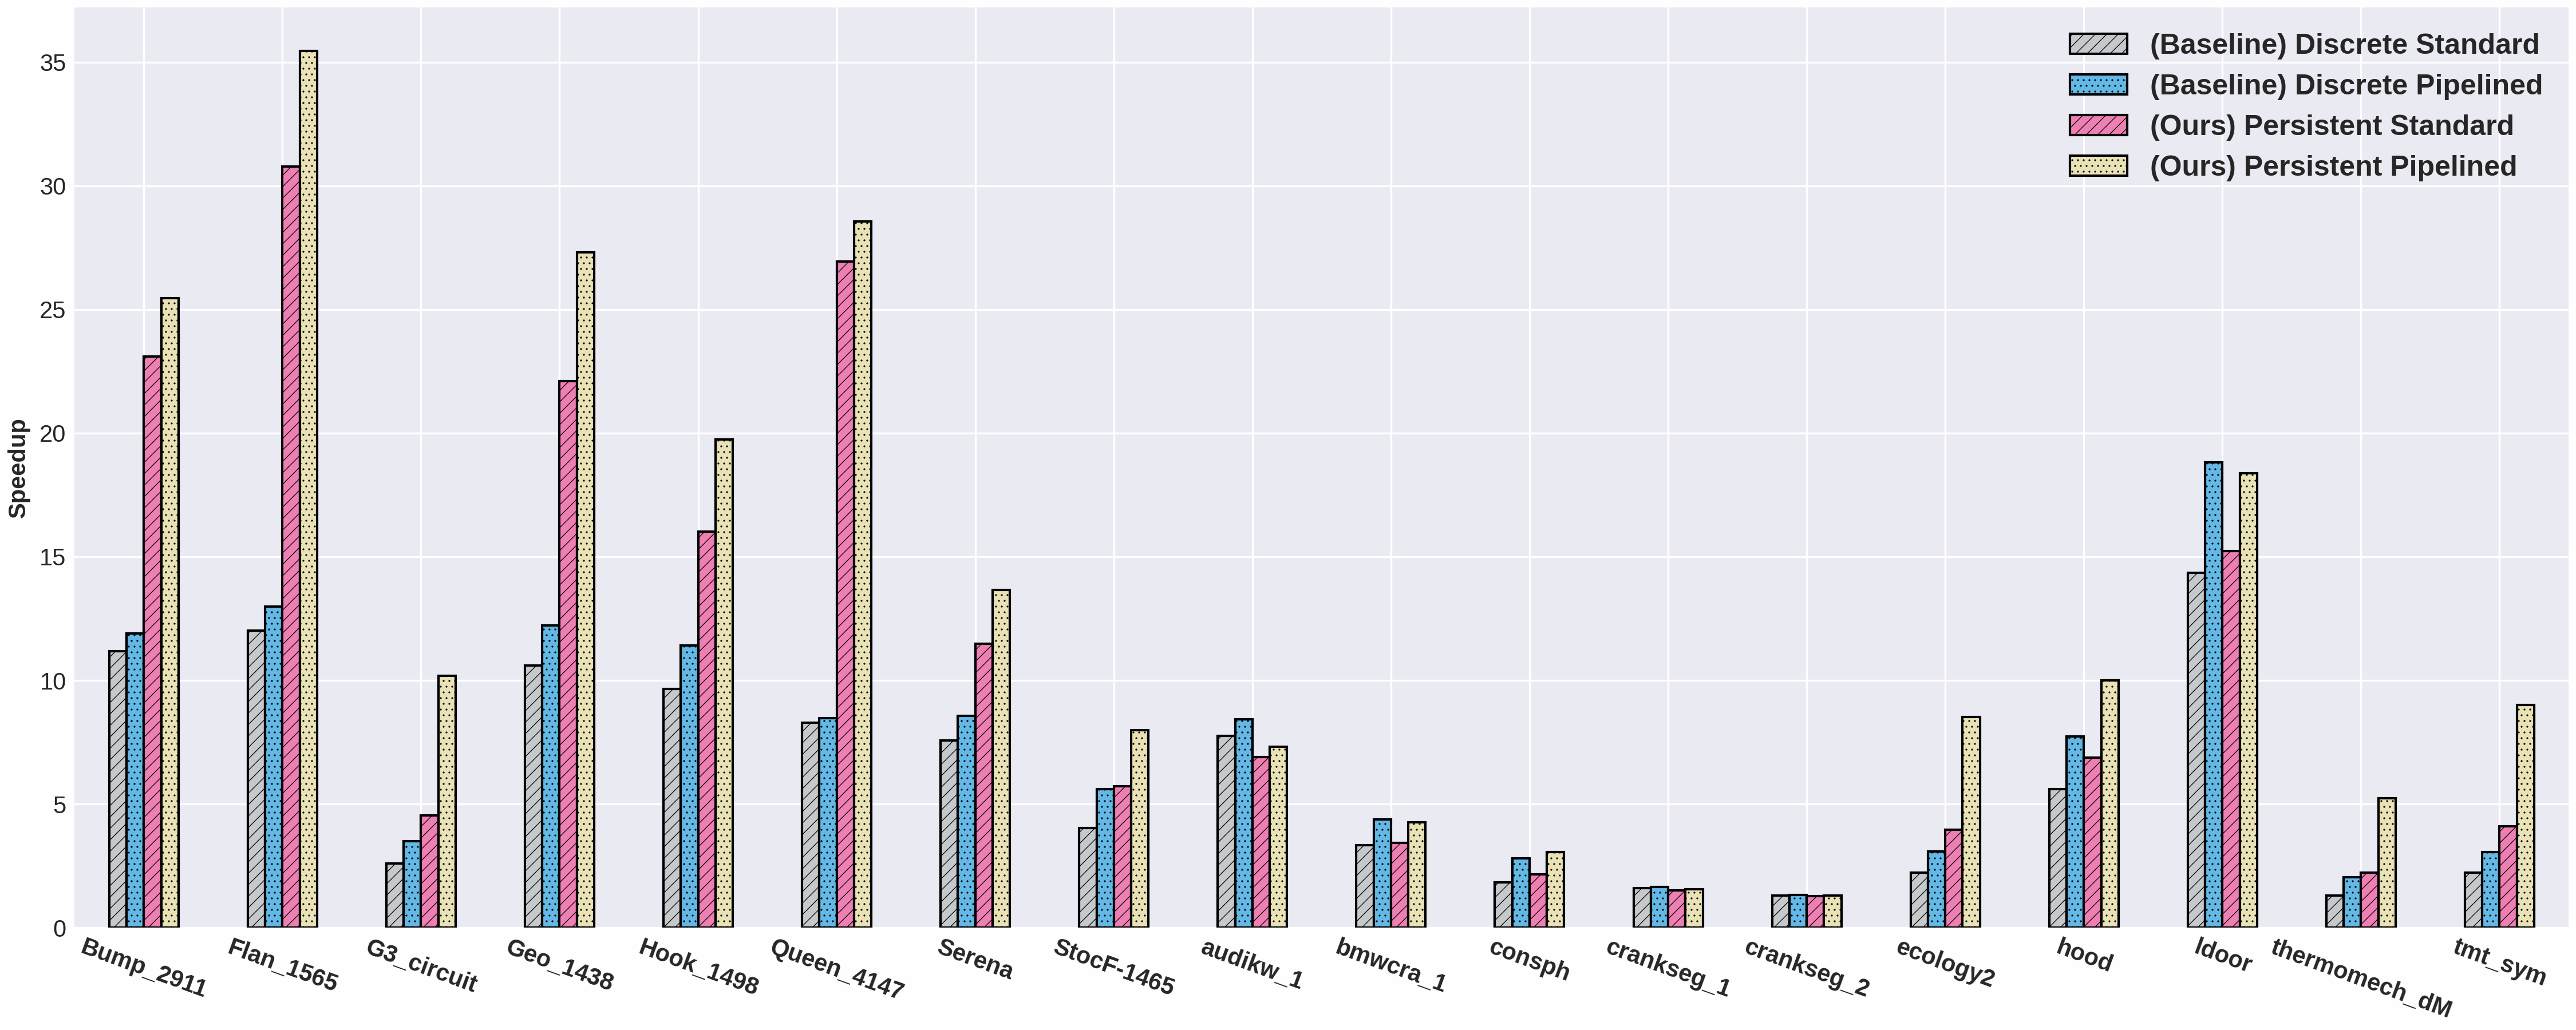 (Baseline) Discrete Standard
(Baseline) Discrete Pipelined
(Ours) Persistent Standard
(Ours) Persistent Pipelined
Speedup
35
30
25
20
15
10
5
0
Bump_2911
Flan_1565
G3_circuit
Geo_1438
Hook_1498
Queen_4147
Serena
StocF-1465
audikw_1
bmwcra_1
consph
crankseg_1
crankseg_2
ecology2
hood
ldoor
thermomech_dM
tmt_sym